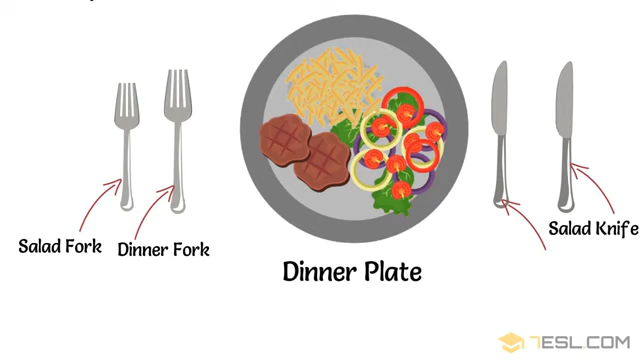 Salad Fork
Dinner Fork
Dinner Plate
Salad Knife
7ESL.COM